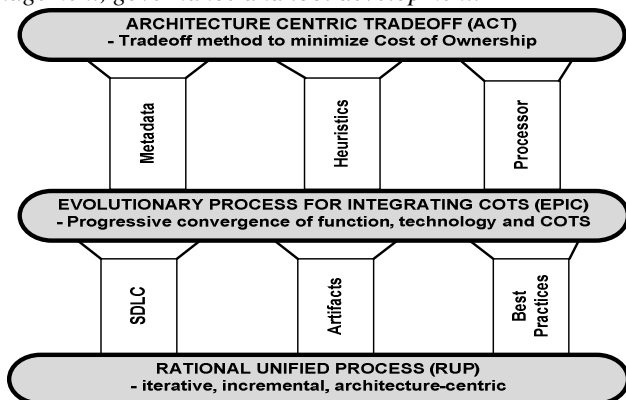 ARCHITECTURE CENTRIC TRADEOFF (ACT)
- Tradeoff method to minimize Cost of Ownership
Metadata
Heuristics
Processor
EVOLUTIONARY PROCESS FOR INTEGRATING COTS (EPIC)
- Progressive convergence of function, technology and COTS
SDLC
Artifacts
Best
Practices
RATIONAL UNIFIED PROCESS (RUP)
- iterative, incremental, architecture-centric